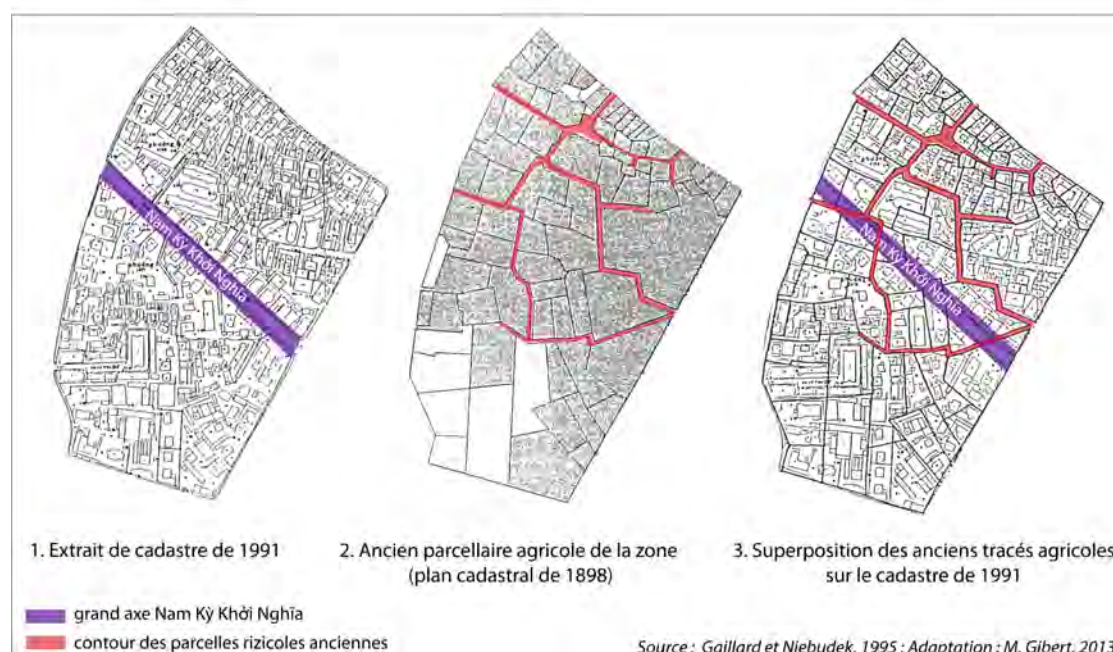 Nam Kỳ Khởi Nghĩa
Nam Kỳ Khởi Nghĩa
1. Extrait de cadastre de 1991
2. Ancien parcellaire agricole de la zone
(plan cadastral de 1898)
3. Superposition des anciens tracés agricoles
sur le cadastre de 1991
grand axe Nam Kỳ Khởi Nghĩa
contour des parcelles rizicoles anciennes
Source : Gaillard et Niebudek, 1995 ; Adaptation : M. Gibert, 2013